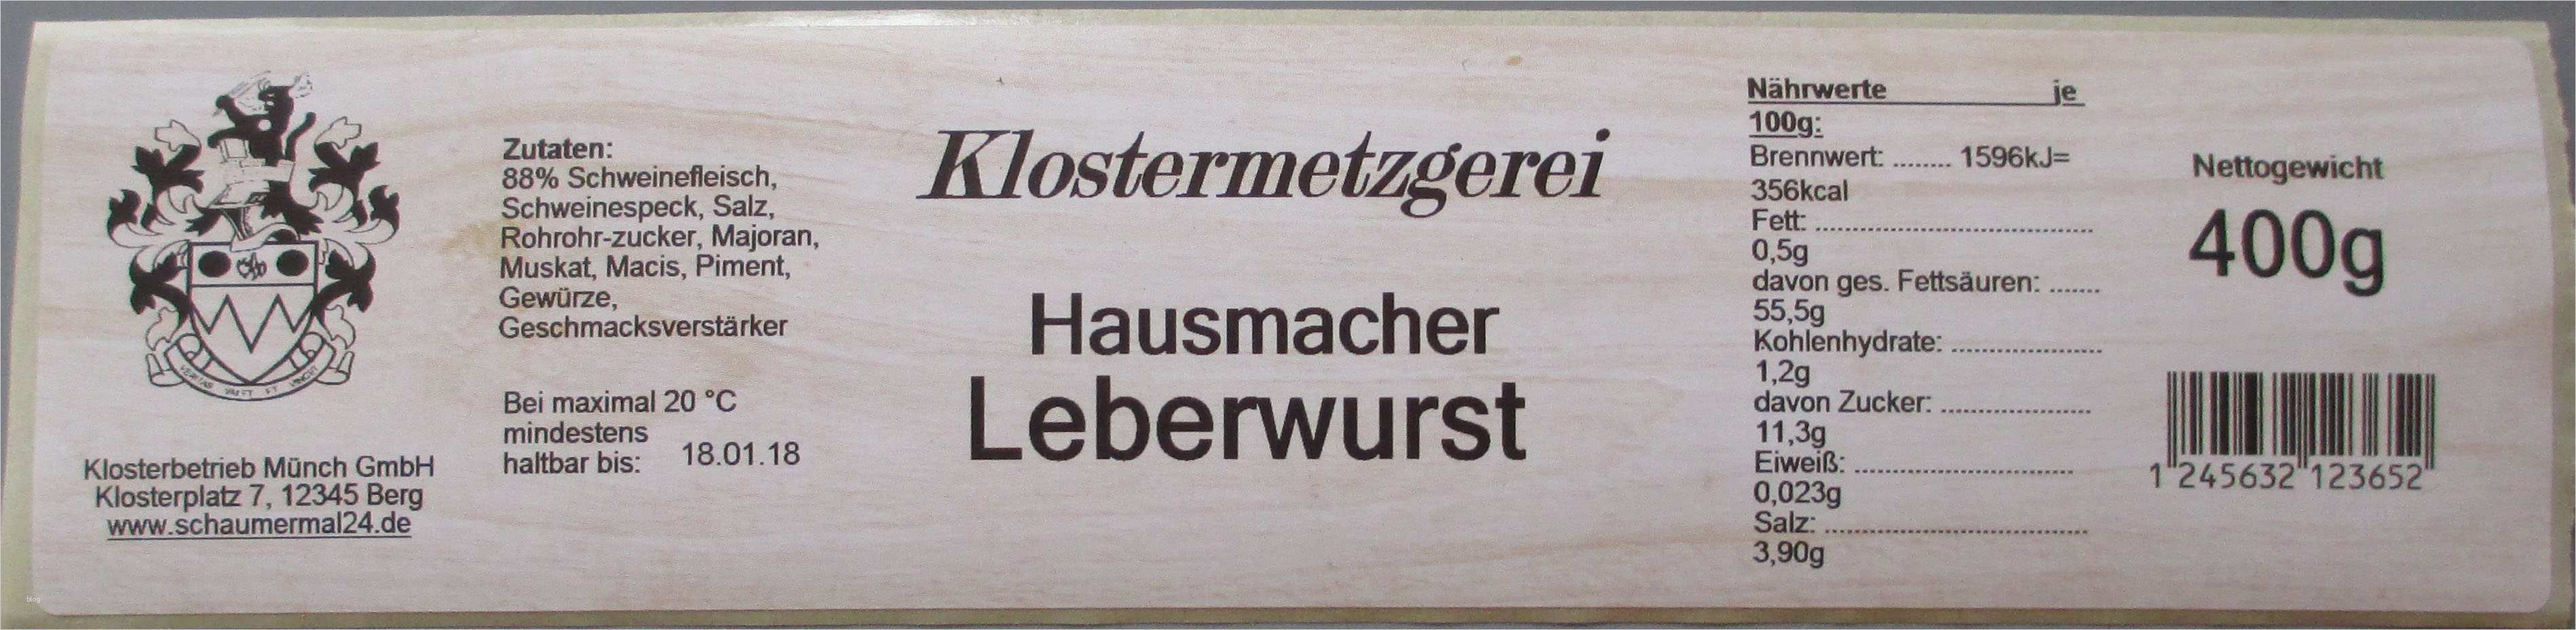 Klosterbetrieb Münch GmbH
Klosterplatz 7, 12345 Berg
www.schaumermal24.de
Zutaten:
88% Schweinefleisch,
Schweinespeck, Salz,
Rohrohr-zucker, Majoran,
Muskat, Macis, Piment,
Gewürze,
Geschmacksverstärker
Bei maximal 20 °C
mindestens
haltbar bis: 18.01.18
Klostermetzgerei
Hausmacher
Leberwurst
Nährwerte je
100g:
Brennwert: ........ 1596kJ=
356kcal
Fett: ........................................
0,5g
davon ges. Fettsäuren: .......
55,5g
Kohlenhydrate: ......................
1,2g
davon Zucker: ......................
11,3g
Eiweiß: ................................
0,023g
Salz: ......................................
3,90g
Nettogewicht
400g
1 245632 123652
blog